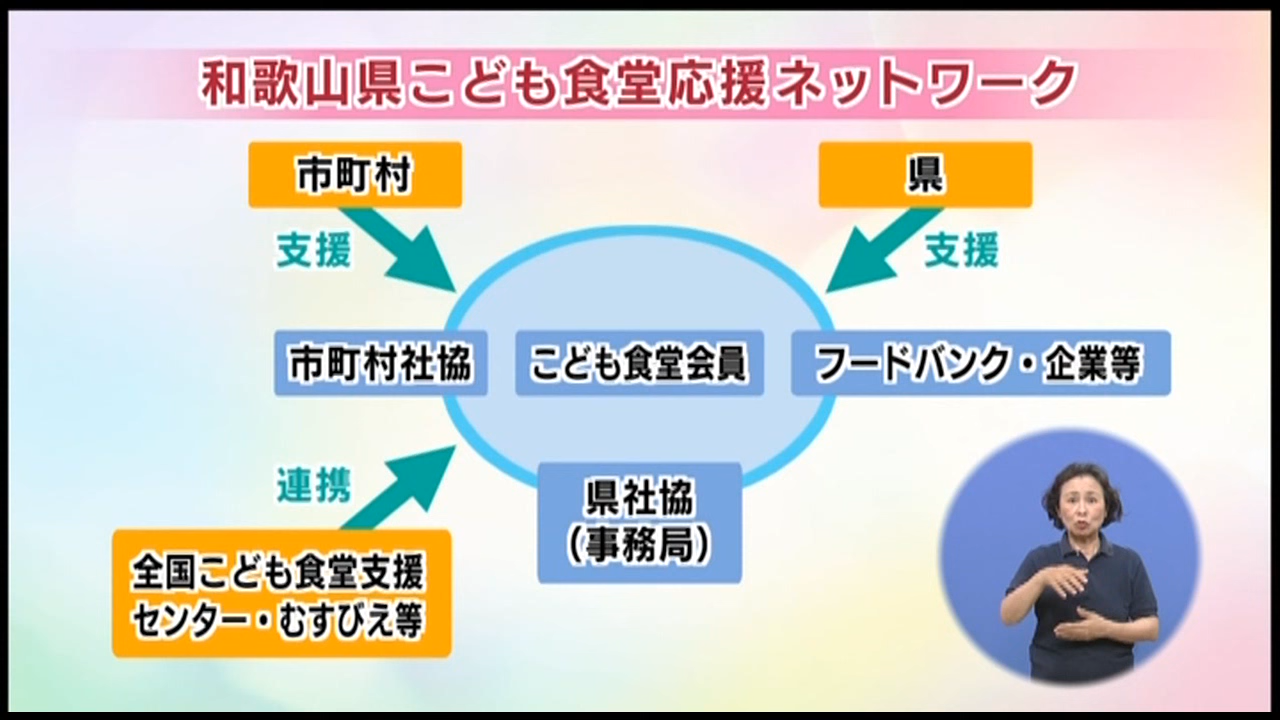 和歌山県こども食堂応援ネットワーク
市町村
県
支援
支援
市町村社協
こども食堂会員
フードバンク・企業等
連携
県社協
（事務局）
全国こども食堂支援
センター・むすびえ等